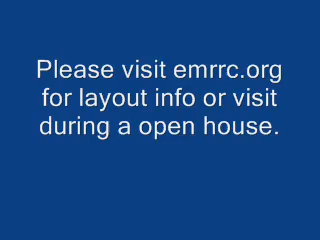 Please visit emrrc.org
for layout info or visit
during a open house.